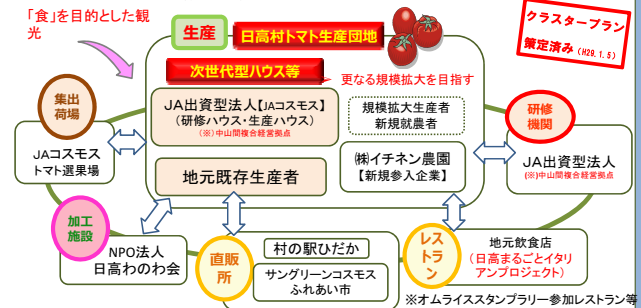 「食」を目的とした観
光
生産
日高村トマト生産団地
クラスタープラン
策定済み（H29.1.5）
次世代型ハウス等
更なる規模拡大を目指す
集出
荷場
JAコスモス
トマト選果場
JA出資型法人【JAコスモス】
（研修ハウス・生産ハウス）
（※）中山間複合経営拠点
規模拡大生産者
新規就農者
研修
機関
JA出資型法人
（※）中山間複合経営拠点
地元既存生産者
㈱イチネン農園
【新規参入企業】
加工
施設
NPO法人
日高わのわ会
直販
所
村の駅ひだか
サングリーンコスモス
ふれあい市
レス
トラ
ン
地元飲食店
（日高まるごとイタリ
アンプロジェクト）
※オムライススタンプラリー参加レストラン等